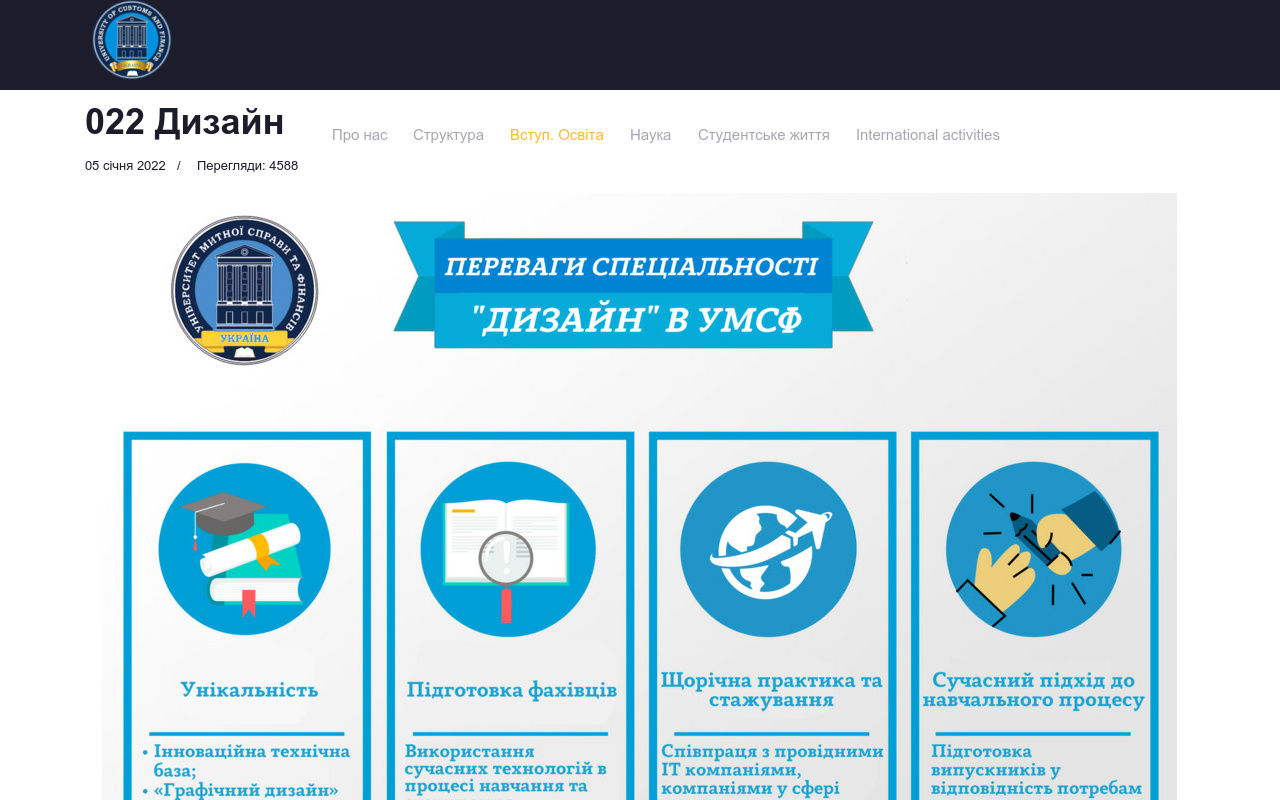 UNIVERSITY OF CUSTOMS AND FINANCE
022 Дизайн
Про нас
Структура
Вступ. Освіта
Наука
Студентське життя
International activities
05 січня 2022 / Перегляди: 4588
УНІВЕРСИТЕТ МИТНОЇ СПРАВИ ТА ФІНАНСІВ
УКРАЇНА
ПЕРЕВАГИ СПЕЦІАЛЬНОСТІ
"ДИЗАЙН" В УМСФ
Унікальність
• Інноваційна технічна
база;
• «Графічний дизайн»
Підготовка фахівців
Використання
сучасних технологій в
процесі навчання та
Щорічна практика та
стажування
Співпраця з провідними
ІТ компаніями,
компаніями у сфері
Сучасний підхід до
навчального процесу
Підготовка
випускників у
відповідність потребам